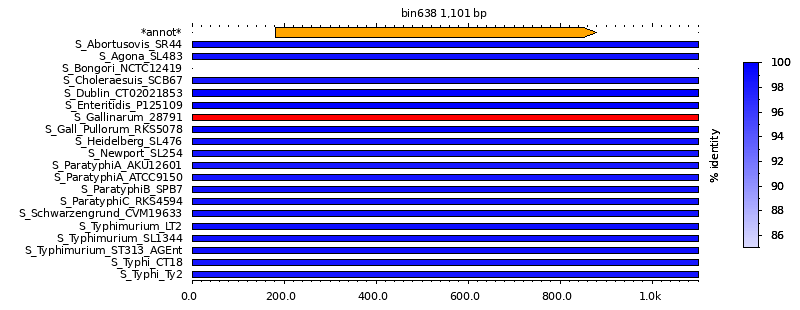 bin638 1,101 bp
*annot*
S_Abortusovis_SR44
S_Agona_SL483
S_Bongori_NCTC12419
S_Choleraesuis_SCB67
S_Dublin_CT02021853
S_Enteritidis_P125109
S_Gallinarum_28791
S_Gall_Pullorum_RKS5078
S_Heidelberg_SL476
S_Newport_SL254
S_ParatyphiA_AKU12601
S_ParatyphiA_ATCC9150
S_ParatyphiB_SPB7
S_ParatyphiC_RKS4594
S_Schwarzengrund_CVM19633
S_Typhimurium_LT2
S_Typhimurium_SL1344
S_Typhimurium_ST313_AGEnt
S_Typhi_CT18
S_Typhi_Ty2
0.0 200.0 400.0 600.0 800.0 1.0k
% identity
100
98
96
94
92
90
88
86